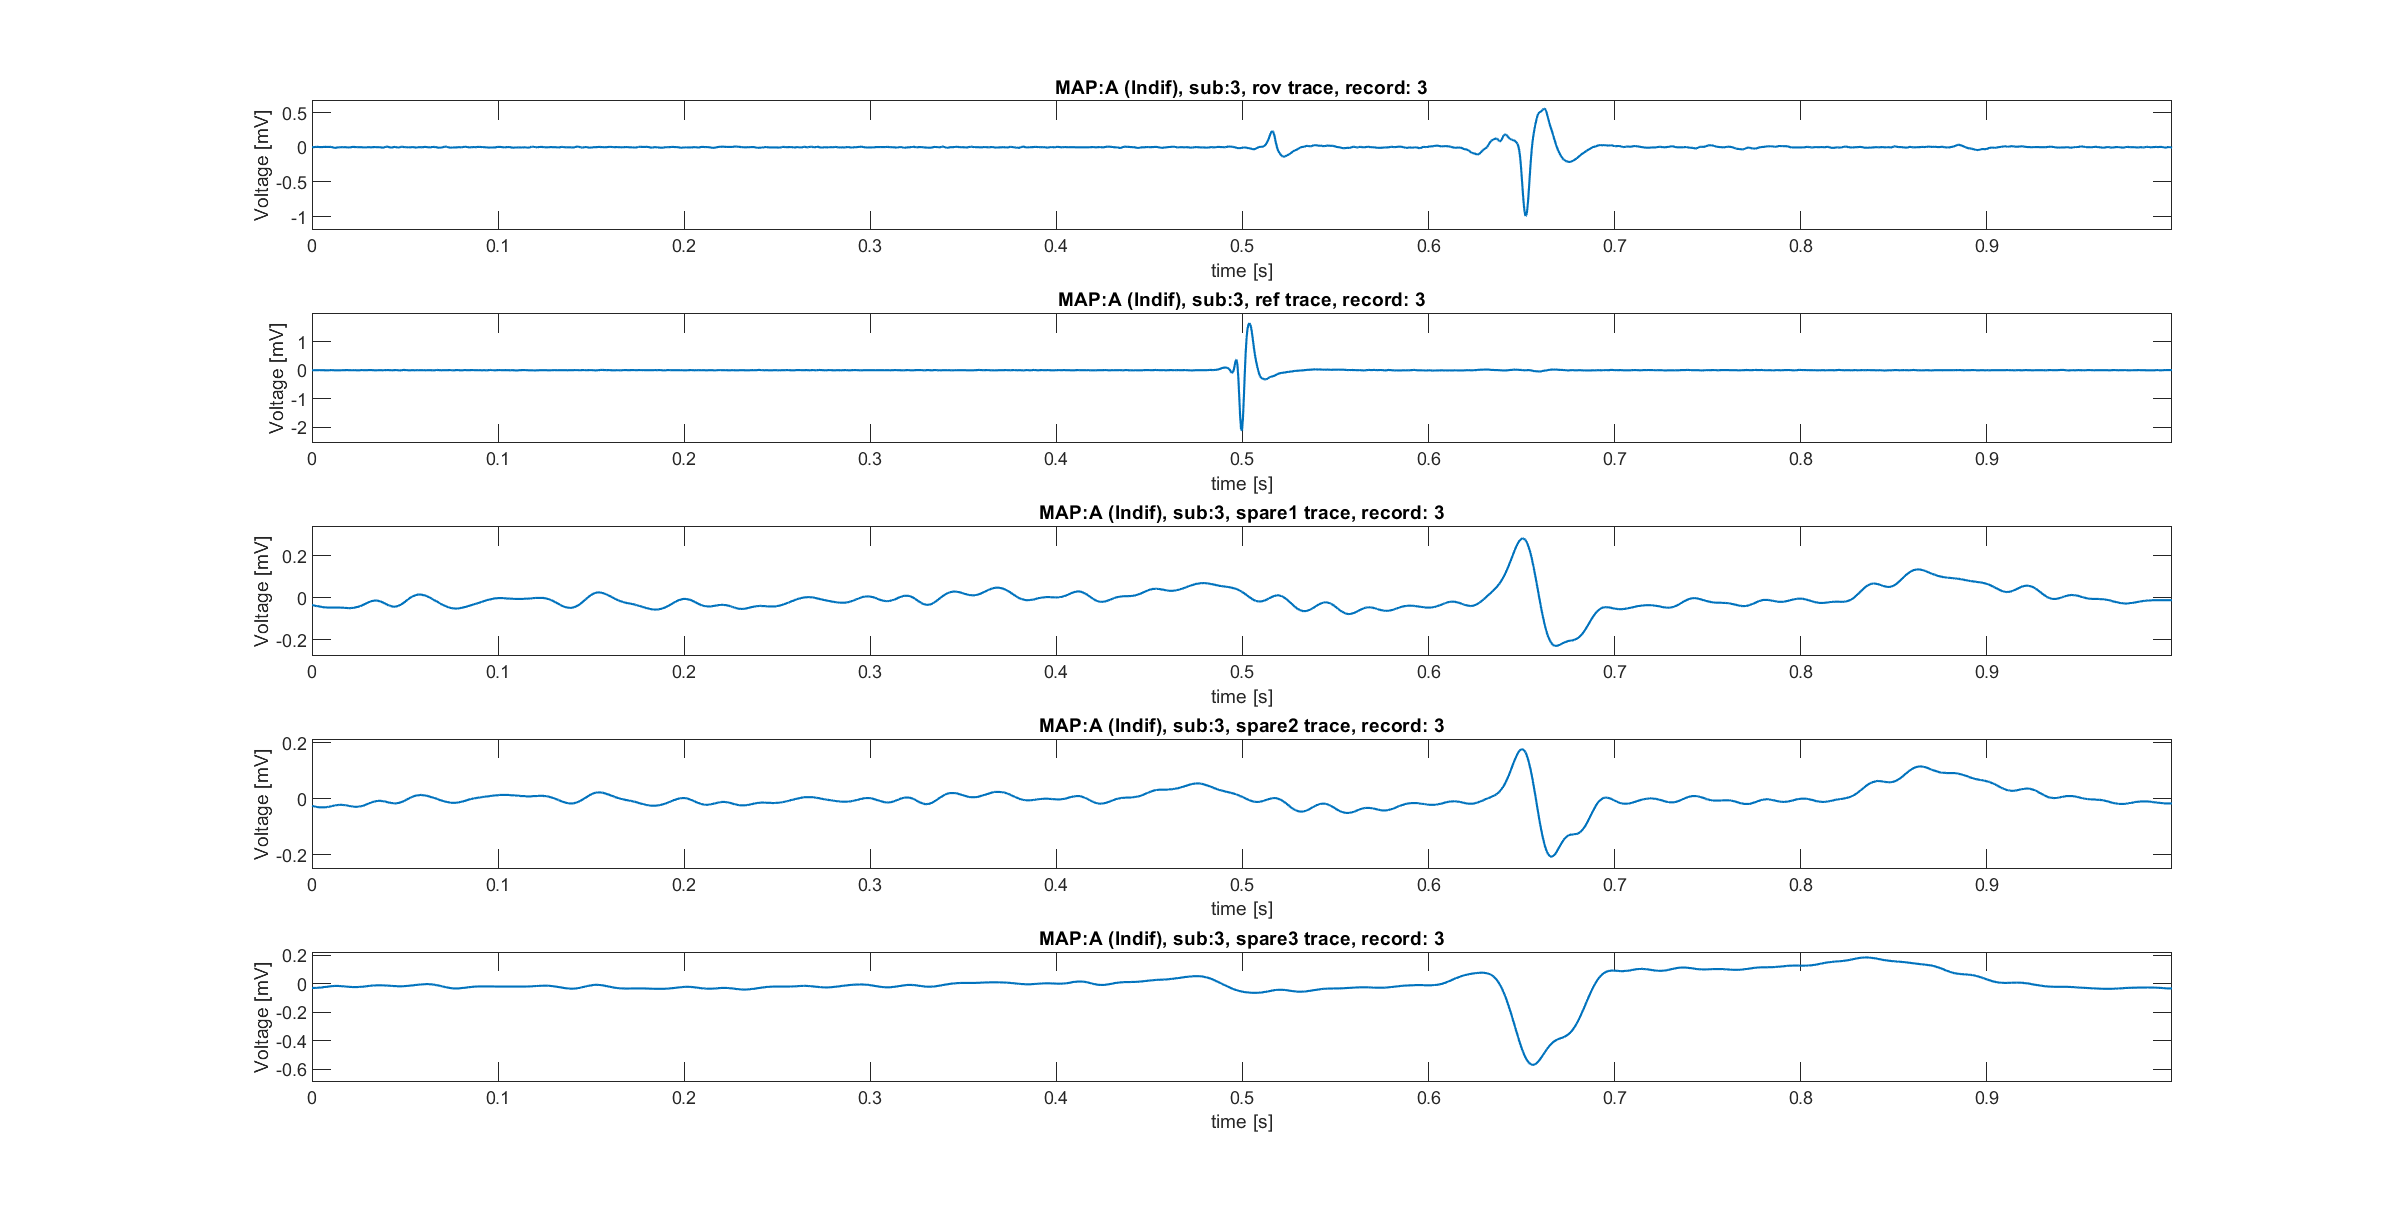 MAP:A (Indif), sub:3, rov trace, record: 3
Voltage [mV]
0.5
0
-0.5
-1
0 0.1 0.2 0.3 0.4 0.5 0.6 0.7 0.8 0.9
time [s]
MAP:A (Indif), sub:3, ref trace, record: 3
Voltage [mV]
1
0
-1
-2
0 0.1 0.2 0.3 0.4 0.5 0.6 0.7 0.8 0.9
time [s]
MAP:A (Indif), sub:3, spare1 trace, record: 3
Voltage [mV]
0.2
0
-0.2
0 0.1 0.2 0.3 0.4 0.5 0.6 0.7 0.8 0.9
time [s]
MAP:A (Indif), sub:3, spare2 trace, record: 3
Voltage [mV]
0.2
0
-0.2
0 0.1 0.2 0.3 0.4 0.5 0.6 0.7 0.8 0.9
time [s]
MAP:A (Indif), sub:3, spare3 trace, record: 3
Voltage [mV]
0.2
0
-0.2
-0.4
-0.6
0 0.1 0.2 0.3 0.4 0.5 0.6 0.7 0.8 0.9
time [s]